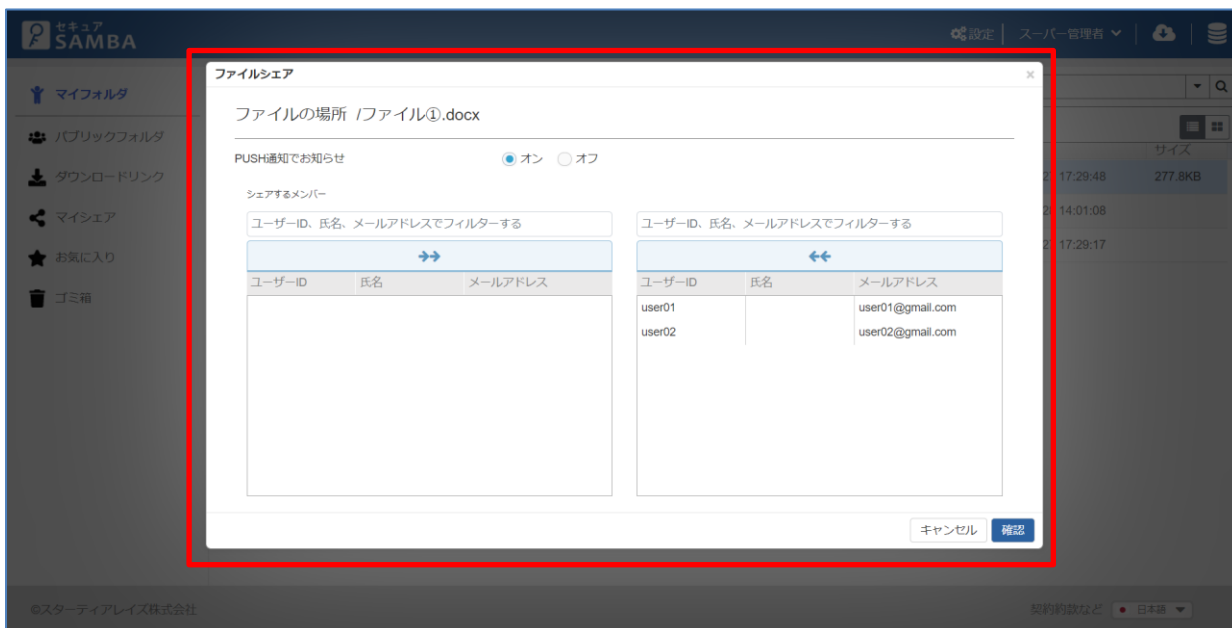 セキュア
SAMBA
設定
スーパー管理者
マイフォルダ
パブリックフォルダ
ダウンロードリンク
マイシェア
お気に入り
ゴミ箱
ファイルシェア
ファイルの場所 /ファイル①.docx
PUSH通知でお知らせ
オン オフ
シェアするメンバー
ユーザーID、氏名、メールアドレスでフィルターする
ユーザーID 氏名 メールアドレス
ユーザーID、氏名、メールアドレスでフィルターする
ユーザーID 氏名 メールアドレス
user01 user01@gmail.com
user02 user02@gmail.com
キャンセル 確認
サイズ
17:29:48 277.8KB
14:01:08
17:29:17
©スターティアレイズ株式会社
契約約款など
日本語